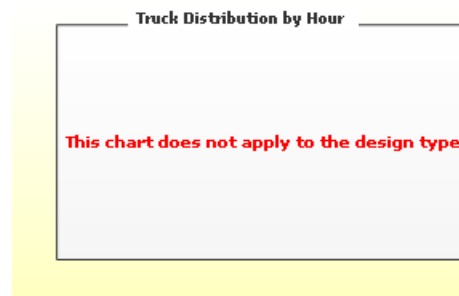 Truck Distribution by Hour
This chart does not apply to the design type